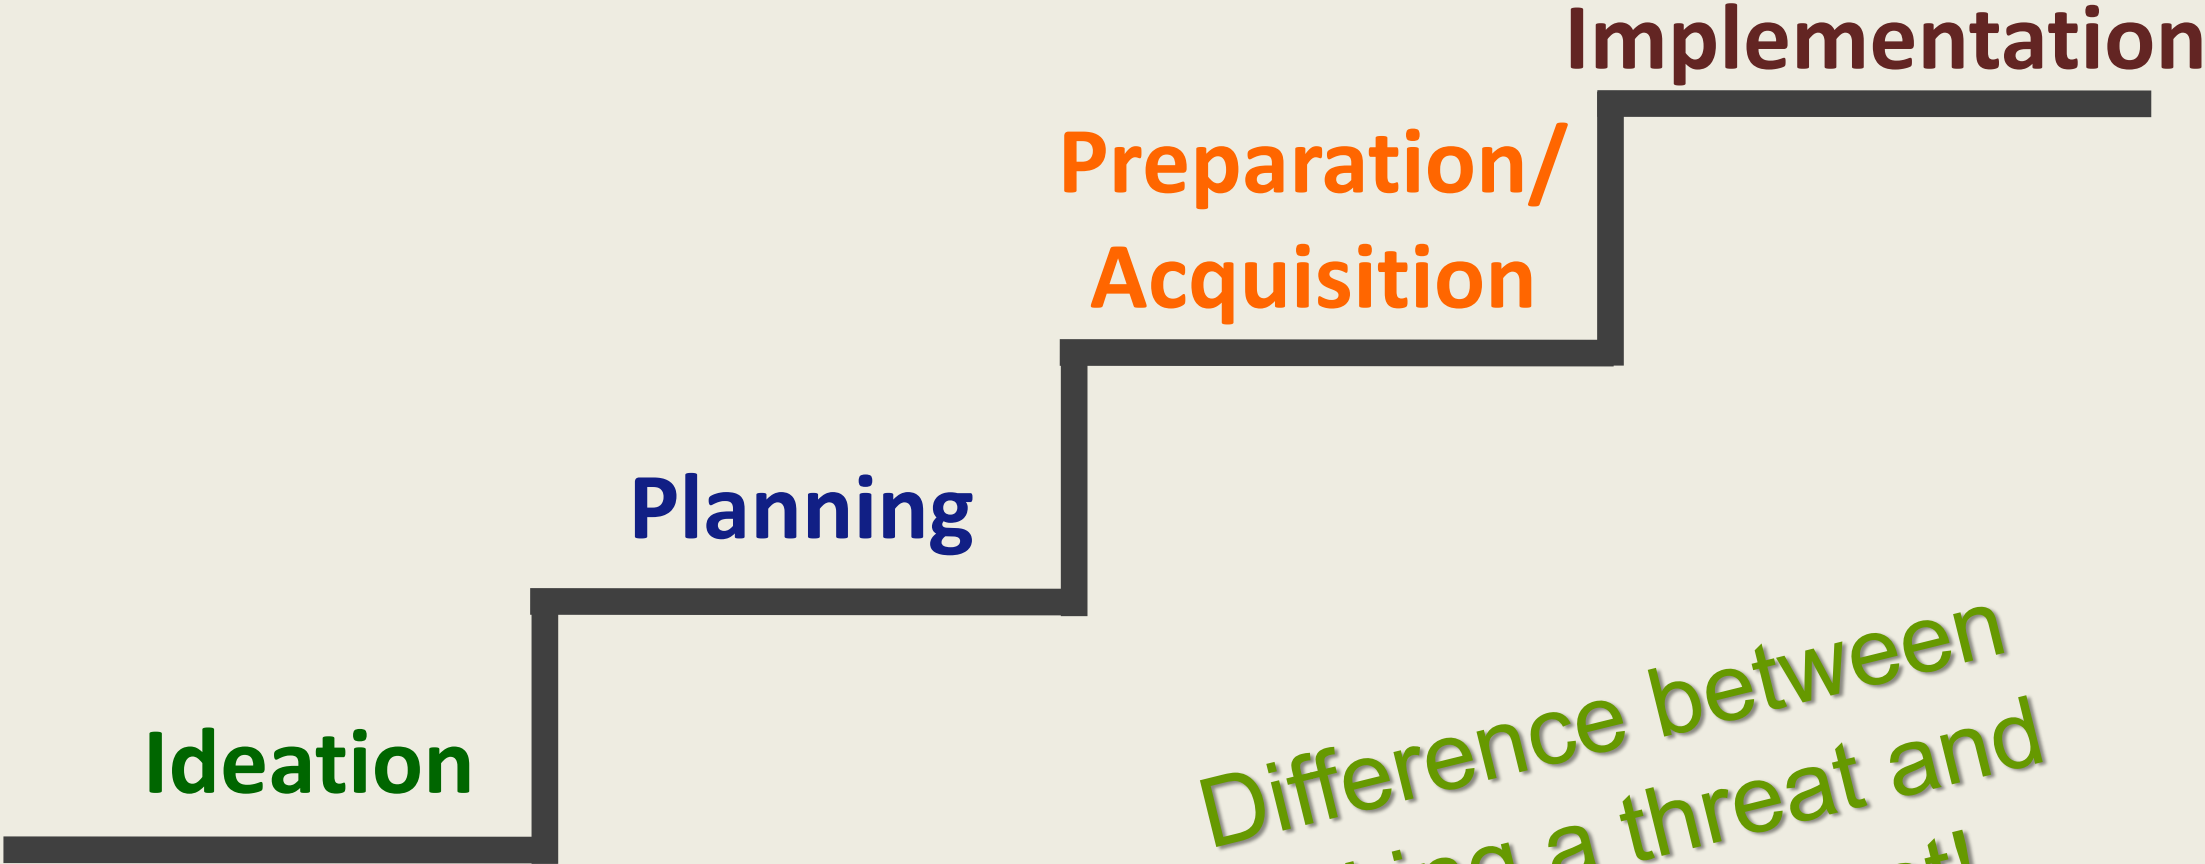 Implementation
Preparation/
Acquisition
Planning
Ideation
Difference between
a threat and